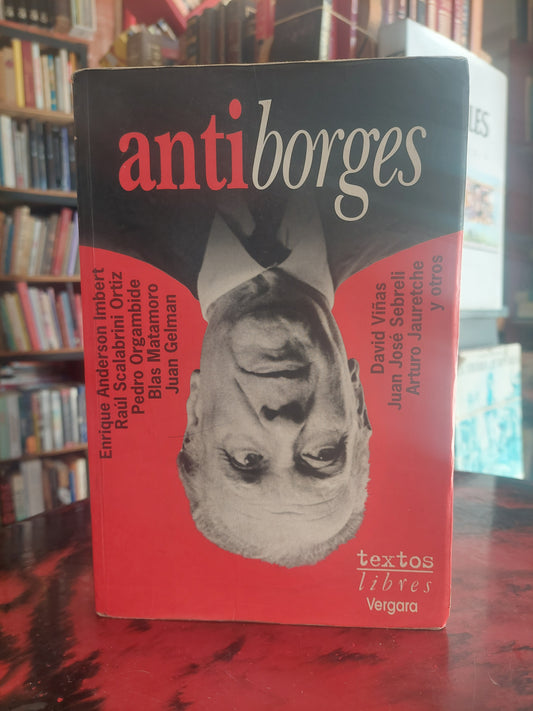 antiborges
Enrique Anderson Imbert
Raúl Scalabrini Ortiz
Pedro Orgambide
Blas Matamoro
Juan Gelman
David Viñas
Juan José Sebreli
Arturo Jauretche
y otros
textos
libres
Vergara